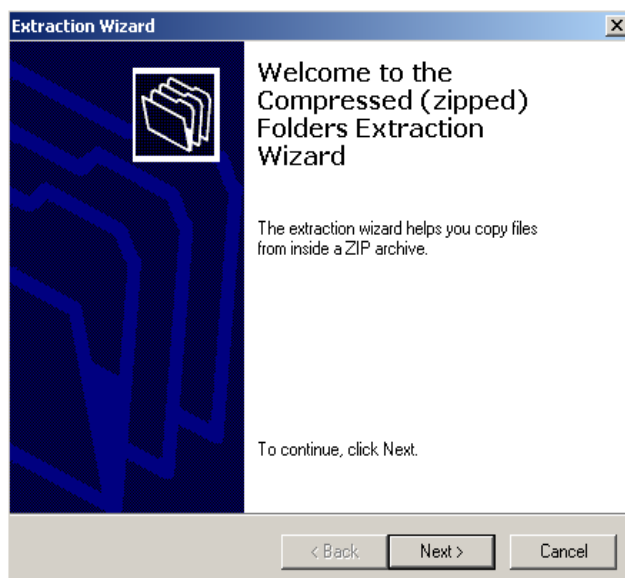 Extraction Wizard
Welcome to the
Compressed (zipped)
Folders Extraction
Wizard
The extraction wizard helps you copy files
from inside a ZIP archive.
To continue, click Next.
< Back Next > Cancel